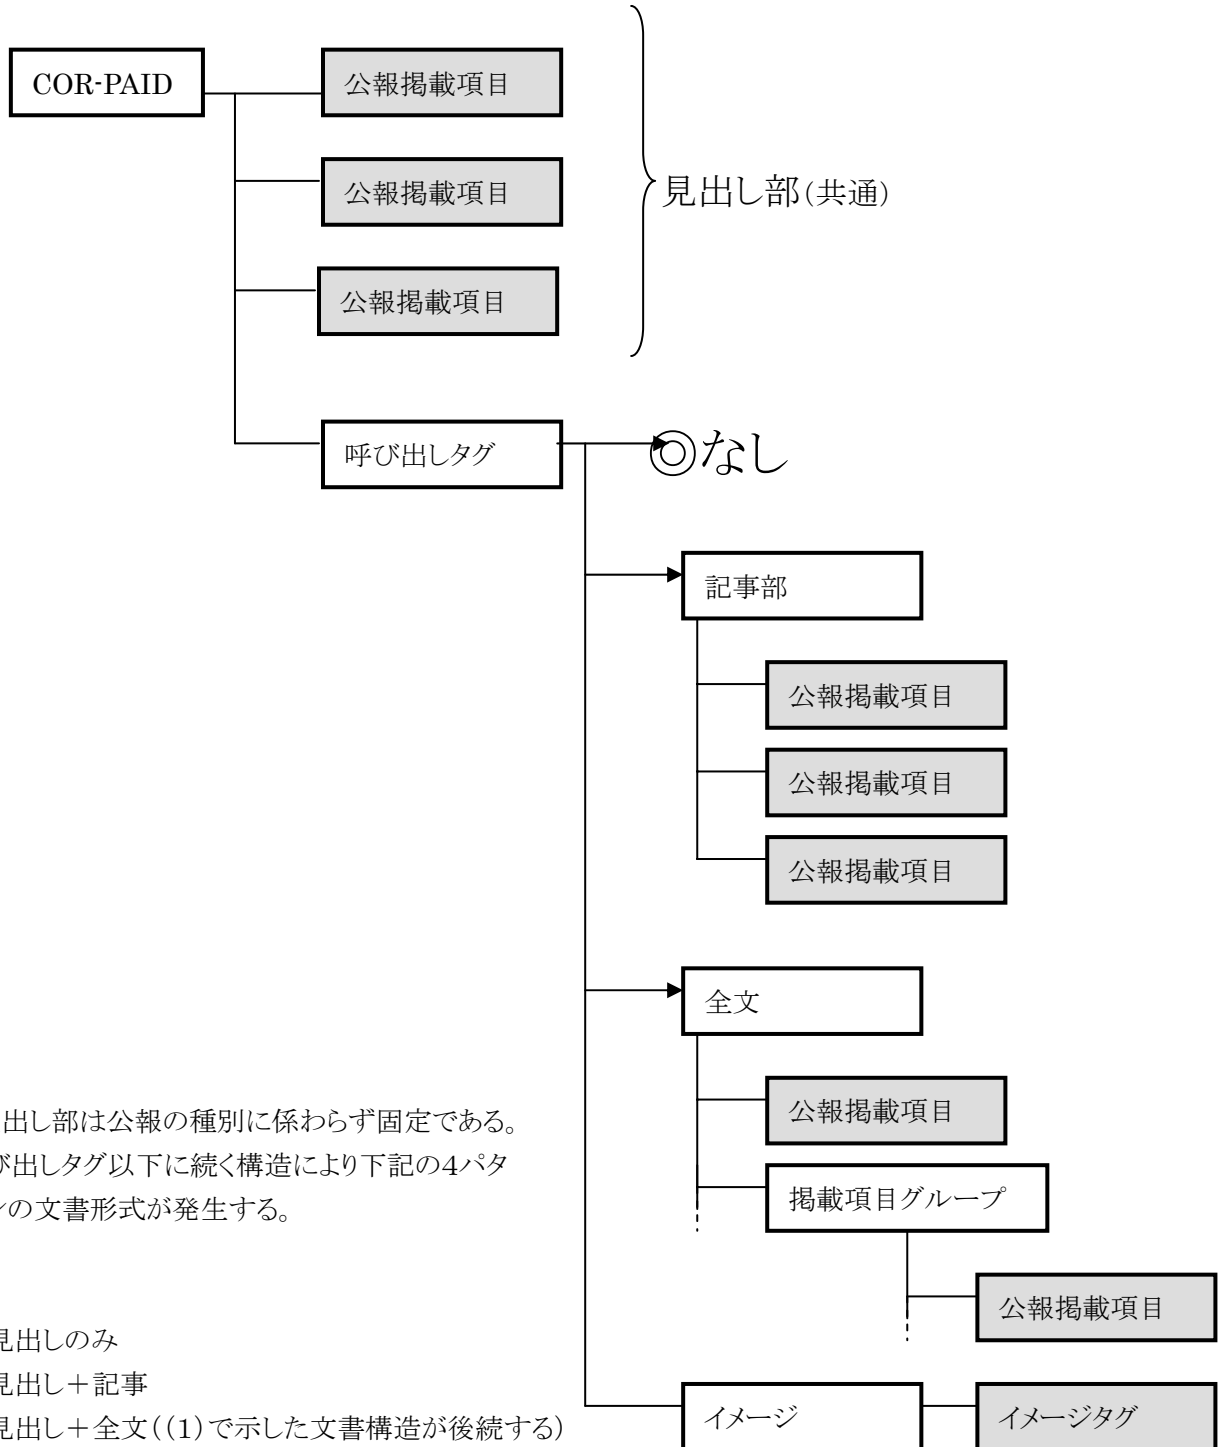 COR-PAID
公報掲載項目
公報掲載項目
見出し部(共通)
公報掲載項目
呼び出しタグ
◎なし
記事部
公報掲載項目
公報掲載項目
公報掲載項目
全文
公報掲載項目
掲載項目グループ
公報掲載項目
イメージ
イメージタグ
出し部は公報の種別に係わらず固定である。
び出しタグ以下に続く構造により下記の4パタ
ンの文書形式が発生する。
見出しのみ
見出し＋記事
見出し＋全文((1)で示した文書構造が後続する)